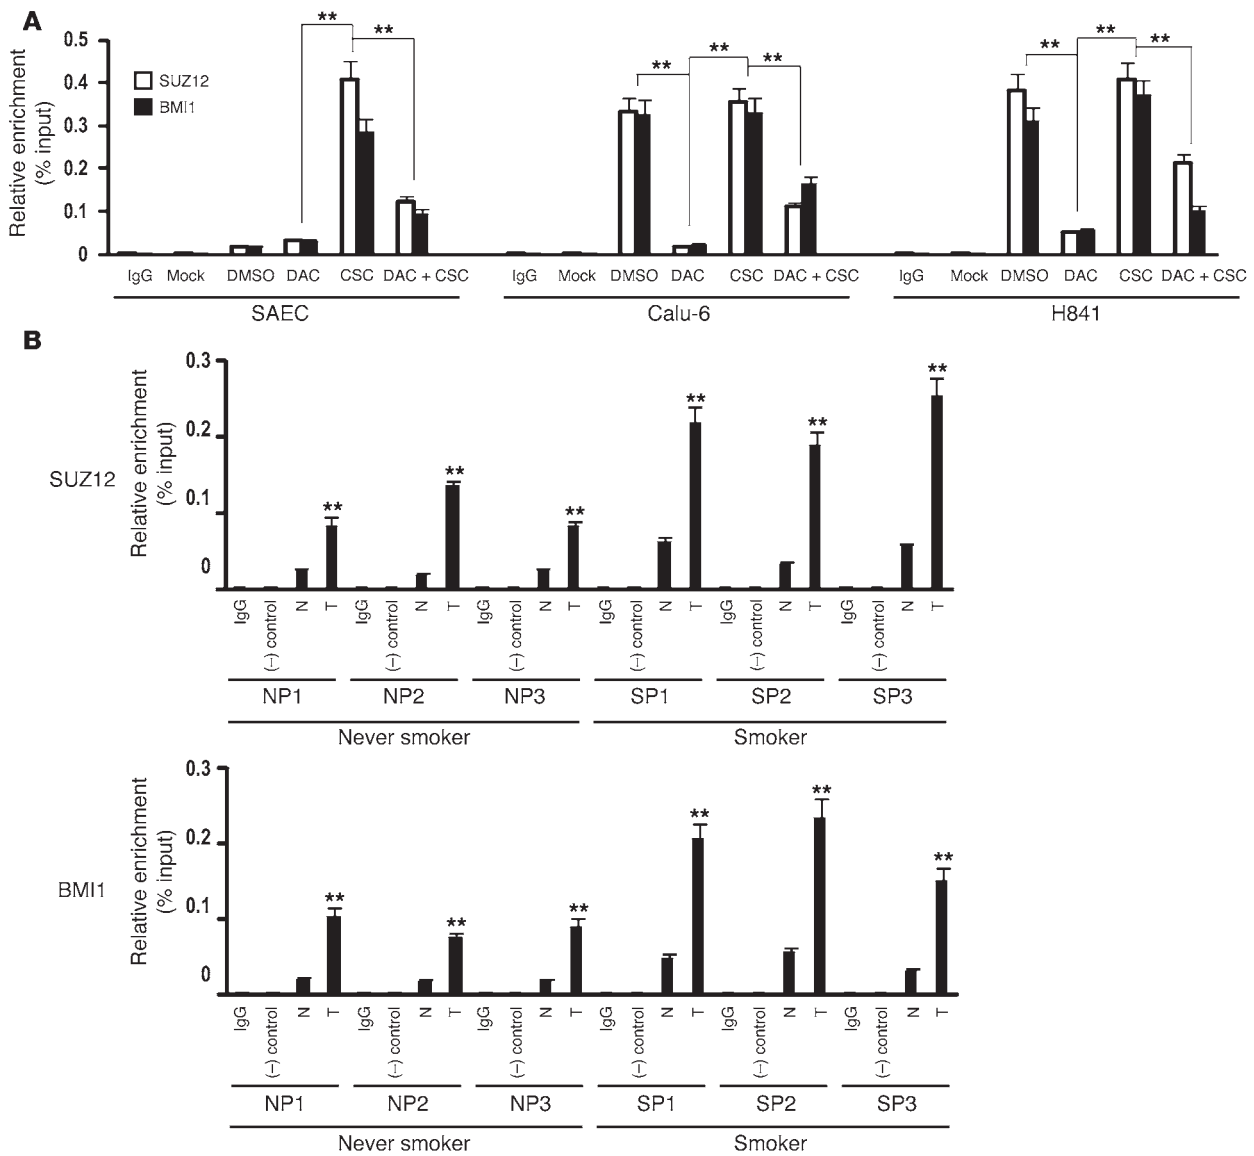 A
Relative enrichment
(% input)
0.5
0.4
0.3
0.2
0.1
0
SUZ12
BMI1
** ** ** ** ** ** ** **
IgG Mock DMSO DAC CSC DAC + CSC IgG Mock DMSO DAC CSC DAC + CSC IgG Mock DMSO DAC CSC DAC + CSC
SAEC Calu-6 H841
B
SUZ12
Relative enrichment
(% input)
0.3
0.2
0.1
0
** ** ** ** ** **
IgG (–) control N T IgG (–) control N T IgG (–) control N T IgG (–) control N T IgG (–) control N T IgG (–) control N T
NP1 NP2 NP3 SP1 SP2 SP3
Never smoker Smoker
BMI1
Relative enrichment
(% input)
0.3
0.2
0.1
0
** ** ** ** ** **
IgG (–) control N T IgG (–) control N T IgG (–) control N T IgG (–) control N T IgG (–) control N T IgG (–) control N T
NP1 NP2 NP3 SP1 SP2 SP3
Never smoker Smoker